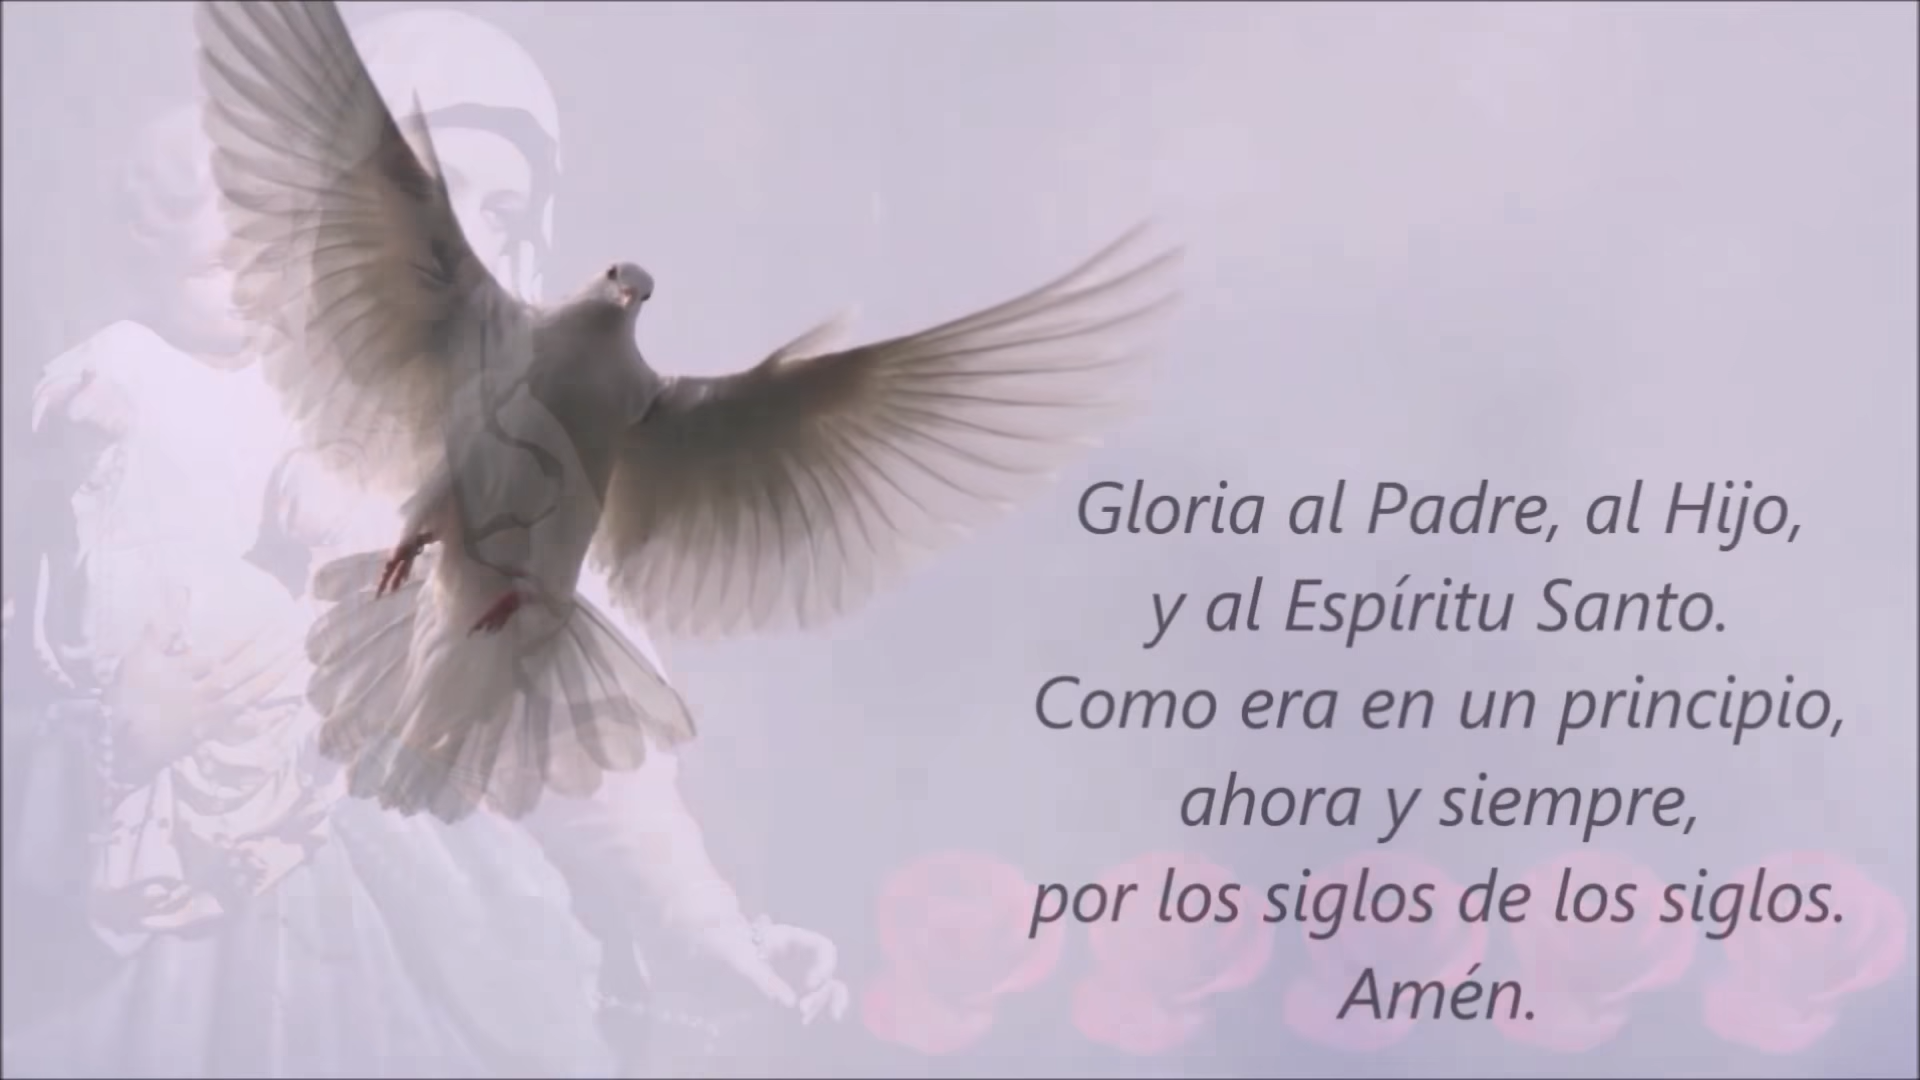 Gloria al Padre, al Hijo,
y al Espíritu Santo.
Como era en un principio,
ahora y siempre,
por los siglos de los siglos.
Amén.